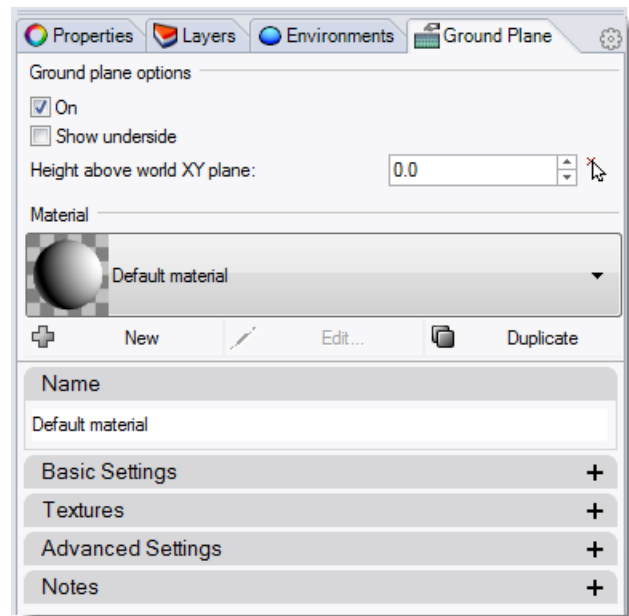 Properties Layers Environments Ground Plane
Ground plane options
On
Show underside
Height above world XY plane: 0.0
Material
Default material
New Edit... Duplicate
Name
Default material
Basic Settings +
Textures +
Advanced Settings +
Notes +